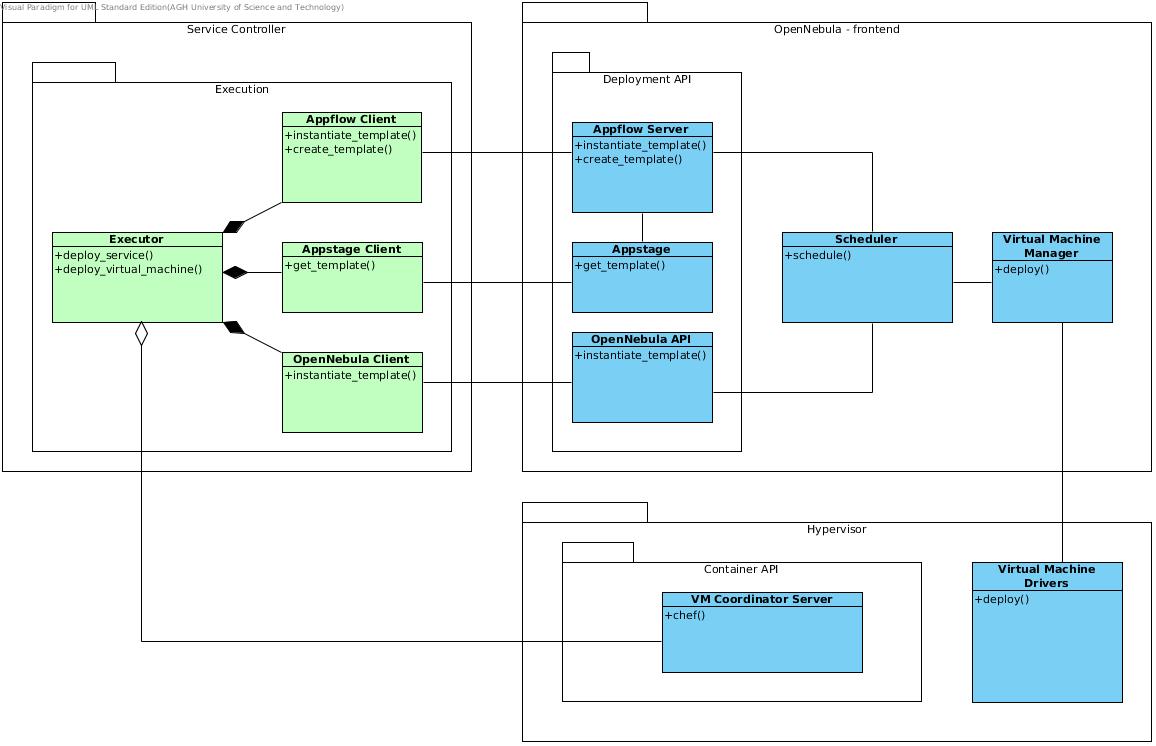 Visual Paradigm for UML Standard Edition(AGH University of Science and Technology)
Service Controller
Execution
Appflow Client
+instantiate_template()
+create_template()
Executor
+deploy_service()
+deploy_virtual_machine()
Appstage Client
+get_template()
OpenNebula Client
+instantiate_template()
OpenNebula - frontend
Deployment API
Appflow Server
+instantiate_template()
+create_template()
Appstage
+get_template()
OpenNebula API
+instantiate_template()
Scheduler
+schedule()
Virtual Machine
Manager
+deploy()
Hypervisor
Container API
VM Coordinator Server
+chef()
Virtual Machine
Drivers
+deploy()